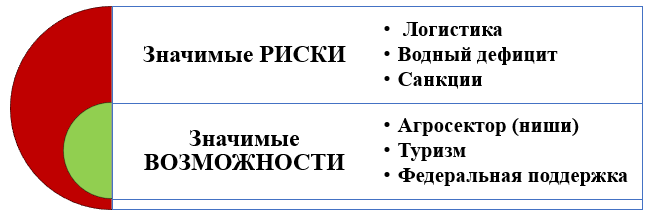 Значимые РИСКИ
• Логистика
• Водный дефицит
• Санкции
Значимые
ВОЗМОЖНОСТИ
• Агросектор (ниши)
• Туризм
• Федеральная поддержка